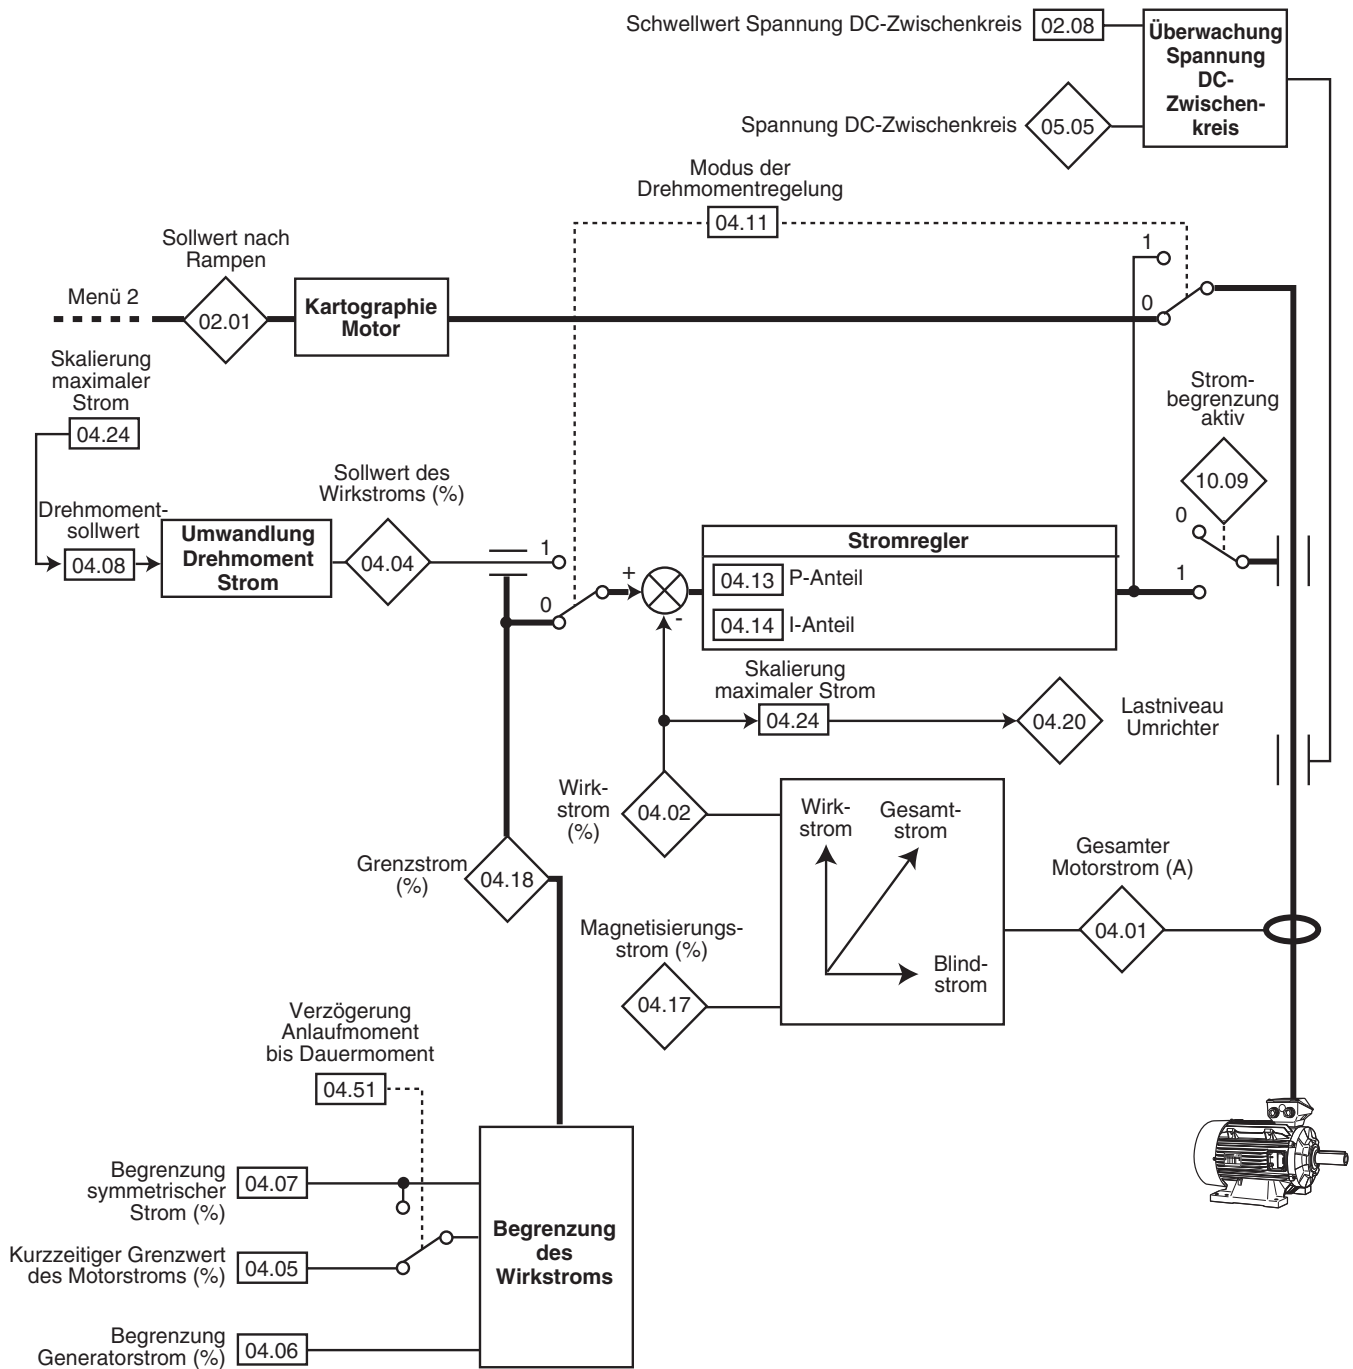 Schwellwert Spannung DC-Zwischenkreis
02.08
Überwachung
Spannung
DC-
Zwischen-
kreis
Spannung DC-Zwischenkreis
05.05
Modus der
Drehmomentregelung
04.11
Sollwert nach
Rampen
Menü 2
02.01
Kartographie
Motor
1
0
Skalierung
maximaler
Strom
04.24
Strom-
begrenzung
aktiv
10.09
Drehmoment-
sollwert
04.08
Umwandlung
Drehmoment
Strom
Sollwert des
Wirkstroms (%)
04.04
1
0
+
-
Stromregler
04.13
P-Anteil
04.14
I-Anteil
0
1
Skalierung
maximaler Strom
04.24
04.20
Lastniveau
Umrichter
Wirk-
strom
(%)
04.02
Wirk-
strom
Gesamt-
strom
Blind-
strom
Gesamter
Motorstrom (A)
04.01
Grenzstrom
(%)
04.18
Magnetisierungs-
strom (%)
04.17
Verzögerung
Anlaufmoment
bis Dauermoment
04.51
Begrenzung
symmetrischer
Strom (%)
04.07
Kurzzeitiger Grenzwert
des Motorstroms (%)
04.05
Begrenzung
Generatorstrom (%)
04.06
Begrenzung
des
Wirkstroms